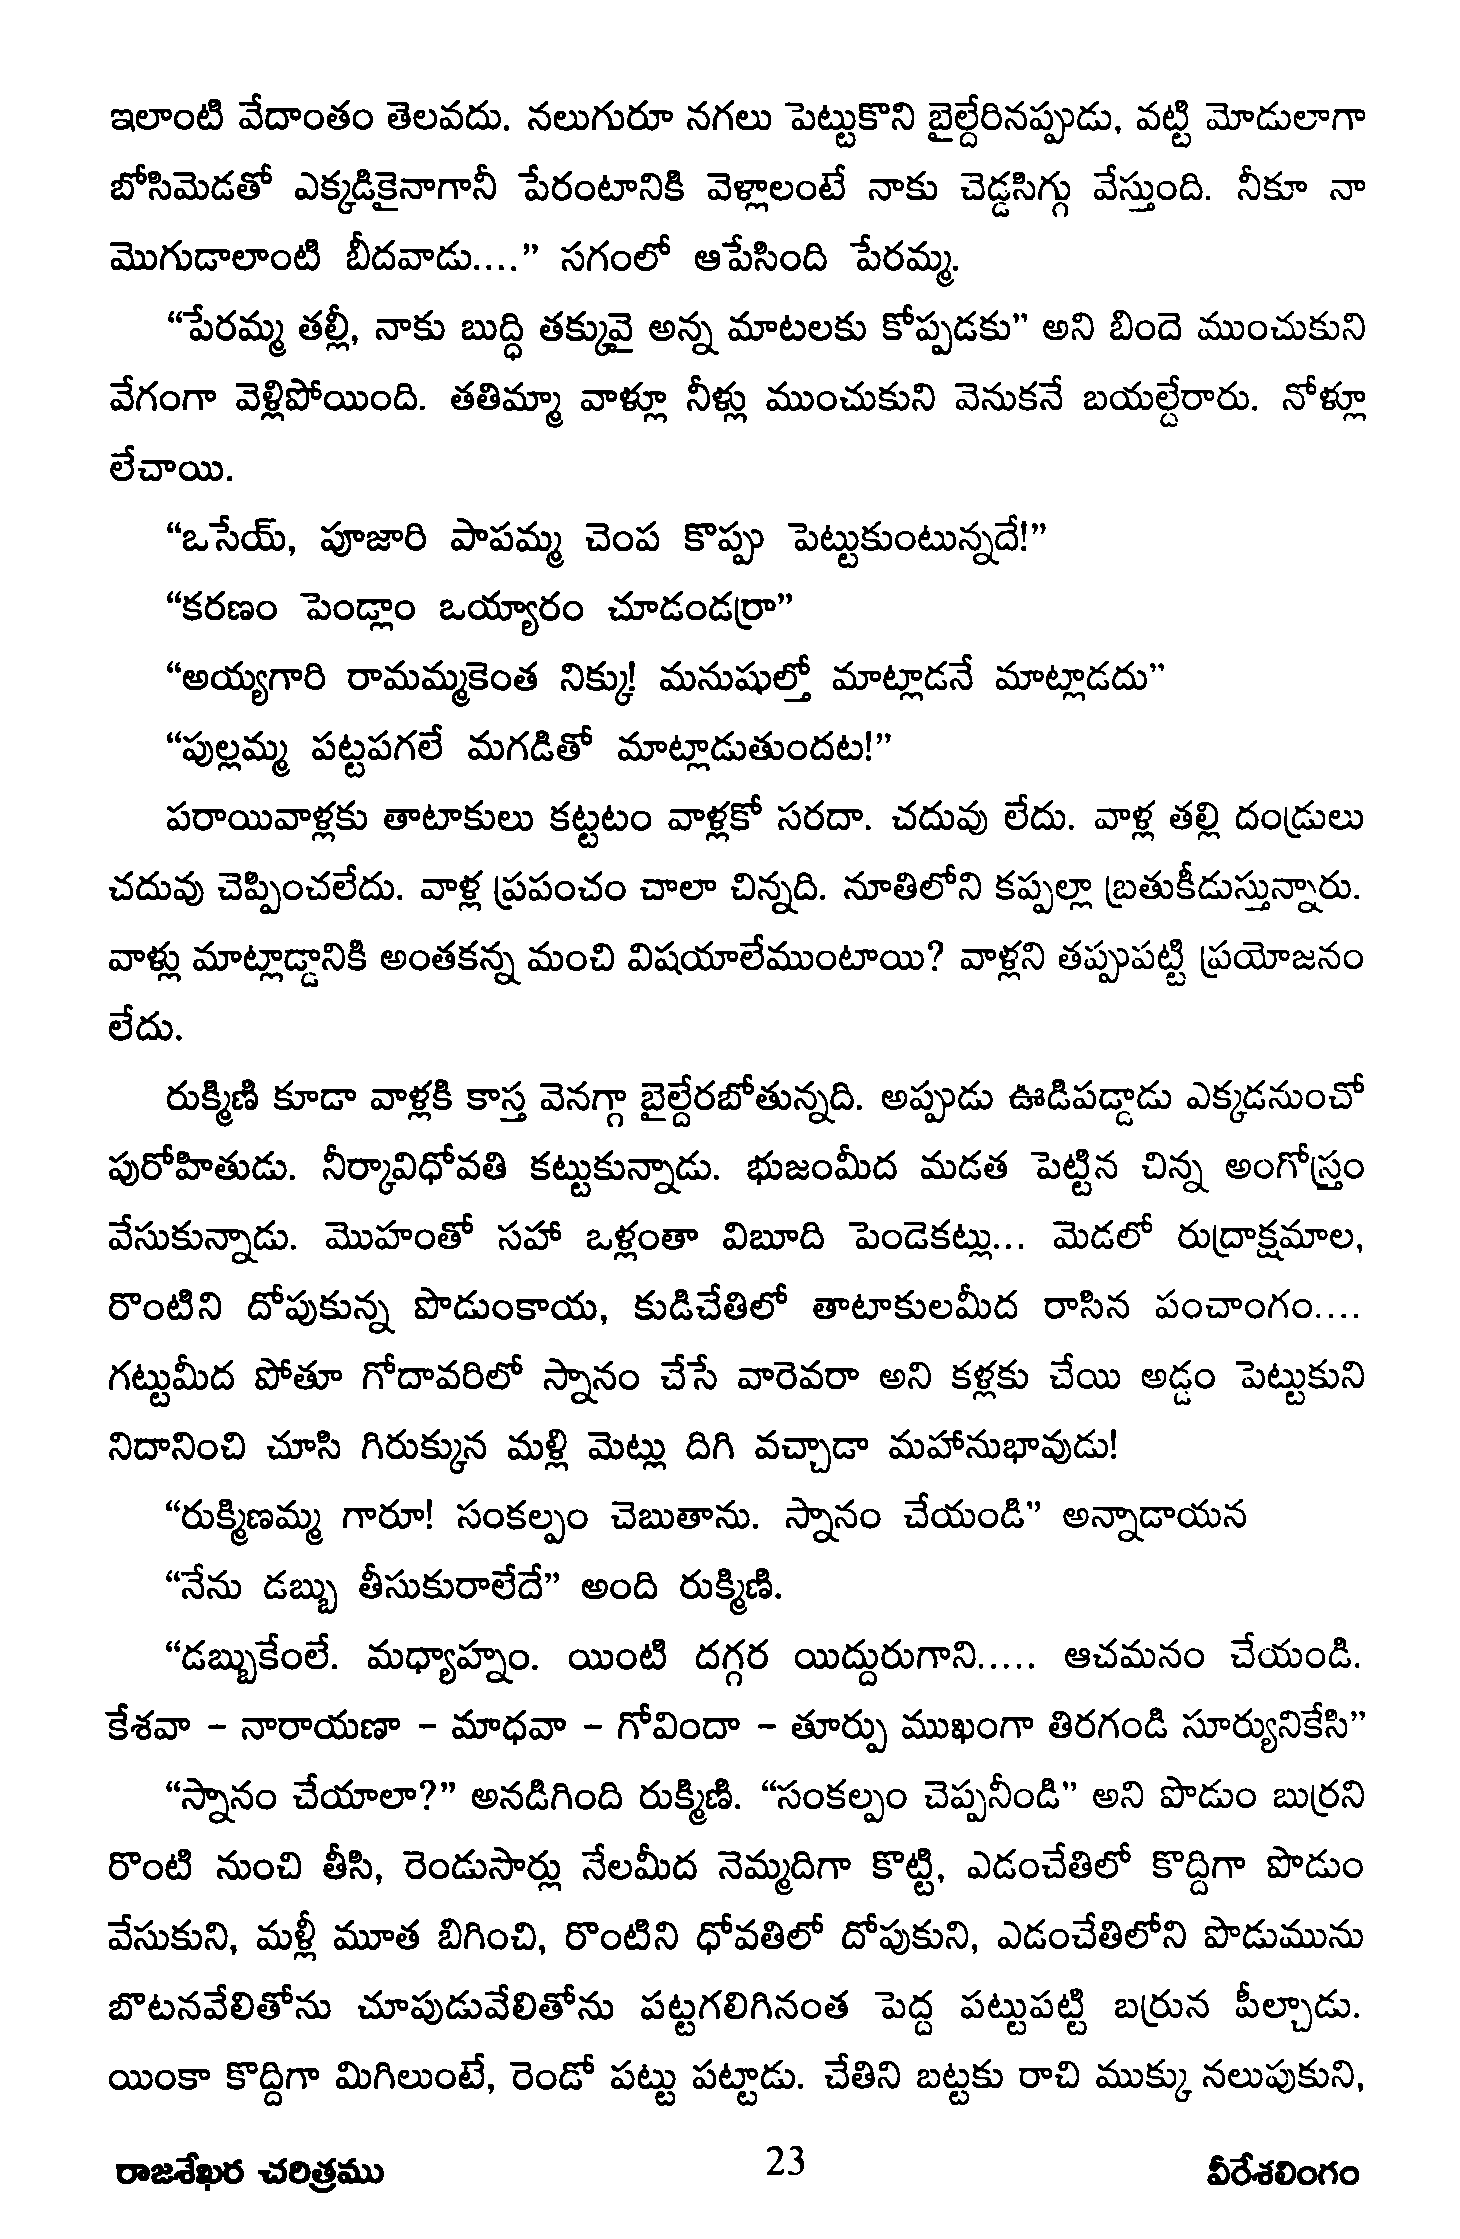 ఇలాంటి వేదాంతం తెలవదు. నలుగురూ నగలు పెట్టుకొని బైల్దేరినప్పుడు, వట్టి మోడులాగా
బోసిమెడతో ఎక్కడికైనాగానీ పేరంటానికి వెళ్లాలంటే నాకు చెడ్డసిగ్గు వేస్తుంది. నీకూ నా
మొగుడాలాంటి బీదవాడు....” సగంలో ఆపేసింది పేరమ్మ.
“పేరమ్మ తల్లీ, నాకు బుద్ధి తక్కువై అన్న మాటలకు కోప్పడకు” అని బిందె ముంచుకుని
వేగంగా వెళ్లిపోయింది. తతిమ్మా వాళ్లూ నీళ్లు ముంచుకుని వెనుకనే బయల్దేరారు. నోళ్లూ
లేచాయి.
“ఒసేయ్, పూజారి పాపమ్మ చెంప కొప్పు పెట్టుకుంటున్నదే!”
“కరణం పెండ్లాం ఒయ్యారం చూడండర్రా”
“అయ్యగారి రామమ్మకెంత నిక్కు! మనుషుల్తో మాట్లాడనే మాట్లాడదు”
“పుల్లమ్మ పట్టపగలే మగడితో మాట్లాడుతుందట!”
పరాయివాళ్లకు తాటాకులు కట్టటం వాళ్లకో సరదా. చదువు లేదు. వాళ్ల తల్లి దండ్రులు
చదువు చెప్పించలేదు. వాళ్ల ప్రపంచం చాలా చిన్నది. నూతిలోని కప్పల్లా బ్రతుకీడుస్తున్నారు.
వాళ్లు మాట్లాడ్డానికి అంతకన్న మంచి విషయాలేముంటాయి? వాళ్లని తప్పుపట్టి ప్రయోజనం
లేదు.
రుక్మిణి కూడా వాళ్లకి కాస్త వెనగ్గా బైల్దేరబోతున్నది. అప్పుడు ఊడిపడ్డాడు ఎక్కడనుంచో
పురోహితుడు. నీర్కావిధోవతి కట్టుకున్నాడు. భుజంమీద మడత పెట్టిన చిన్న అంగోస్త్రం
వేసుకున్నాడు. మొహంతో సహా ఒళ్లంతా విబూది పెండెకట్లు... మెడలో రుద్రాక్షమాల,
రొంటిని దోపుకున్న పొడుంకాయ, కుడిచేతిలో తాటాకులమీద రాసిన పంచాంగం....
గట్టుమీద పోతూ గోదావరిలో స్నానం చేసే వారెవరా అని కళ్లకు చేయి అడ్డం పెట్టుకుని
నిదానించి చూసి గిరుక్కున మళ్లి మెట్లు దిగి వచ్చాడా మహానుభావుడు!
“రుక్మిణమ్మ గారూ! సంకల్పం చెబుతాను. స్నానం చేయండి” అన్నాడాయన
“నేను డబ్బు తీసుకురాలేదే” అంది రుక్మిణి.
“డబ్బుకేంలే. మధ్యాహ్నం. యింటి దగ్గర యిద్దురుగాని..... ఆచమనం చేయండి.
కేశవా – నారాయణా – మాధవా – గోవిందా – తూర్పు ముఖంగా తిరగండి సూర్యునికేసి”
“స్నానం చేయాలా?” అనడిగింది రుక్మిణి. “సంకల్పం చెప్పనీండి” అని పొడుం బుర్రని
రొంటి నుంచి తీసి, రెండుసార్లు నేలమీద నెమ్మదిగా కొట్టి, ఎడంచేతిలో కొద్దిగా పొడుం
వేసుకుని, మళ్లీ మూత బిగించి, రొంటిని ధోవతిలో దోపుకుని, ఎడంచేతిలోని పొడుమును
బొటనవేలితోను చూపుడువేలితోను పట్టగలిగినంత పెద్ద పట్టుపట్టి బర్రున పీల్చాడు.
యింకా కొద్దిగా మిగిలుంటే, రెండో పట్టు పట్టాడు. చేతిని బట్టకు రాచి ముక్కు నలుపుకుని,
రాజశేఖర చరిత్రము 23 వీరేశలింగం